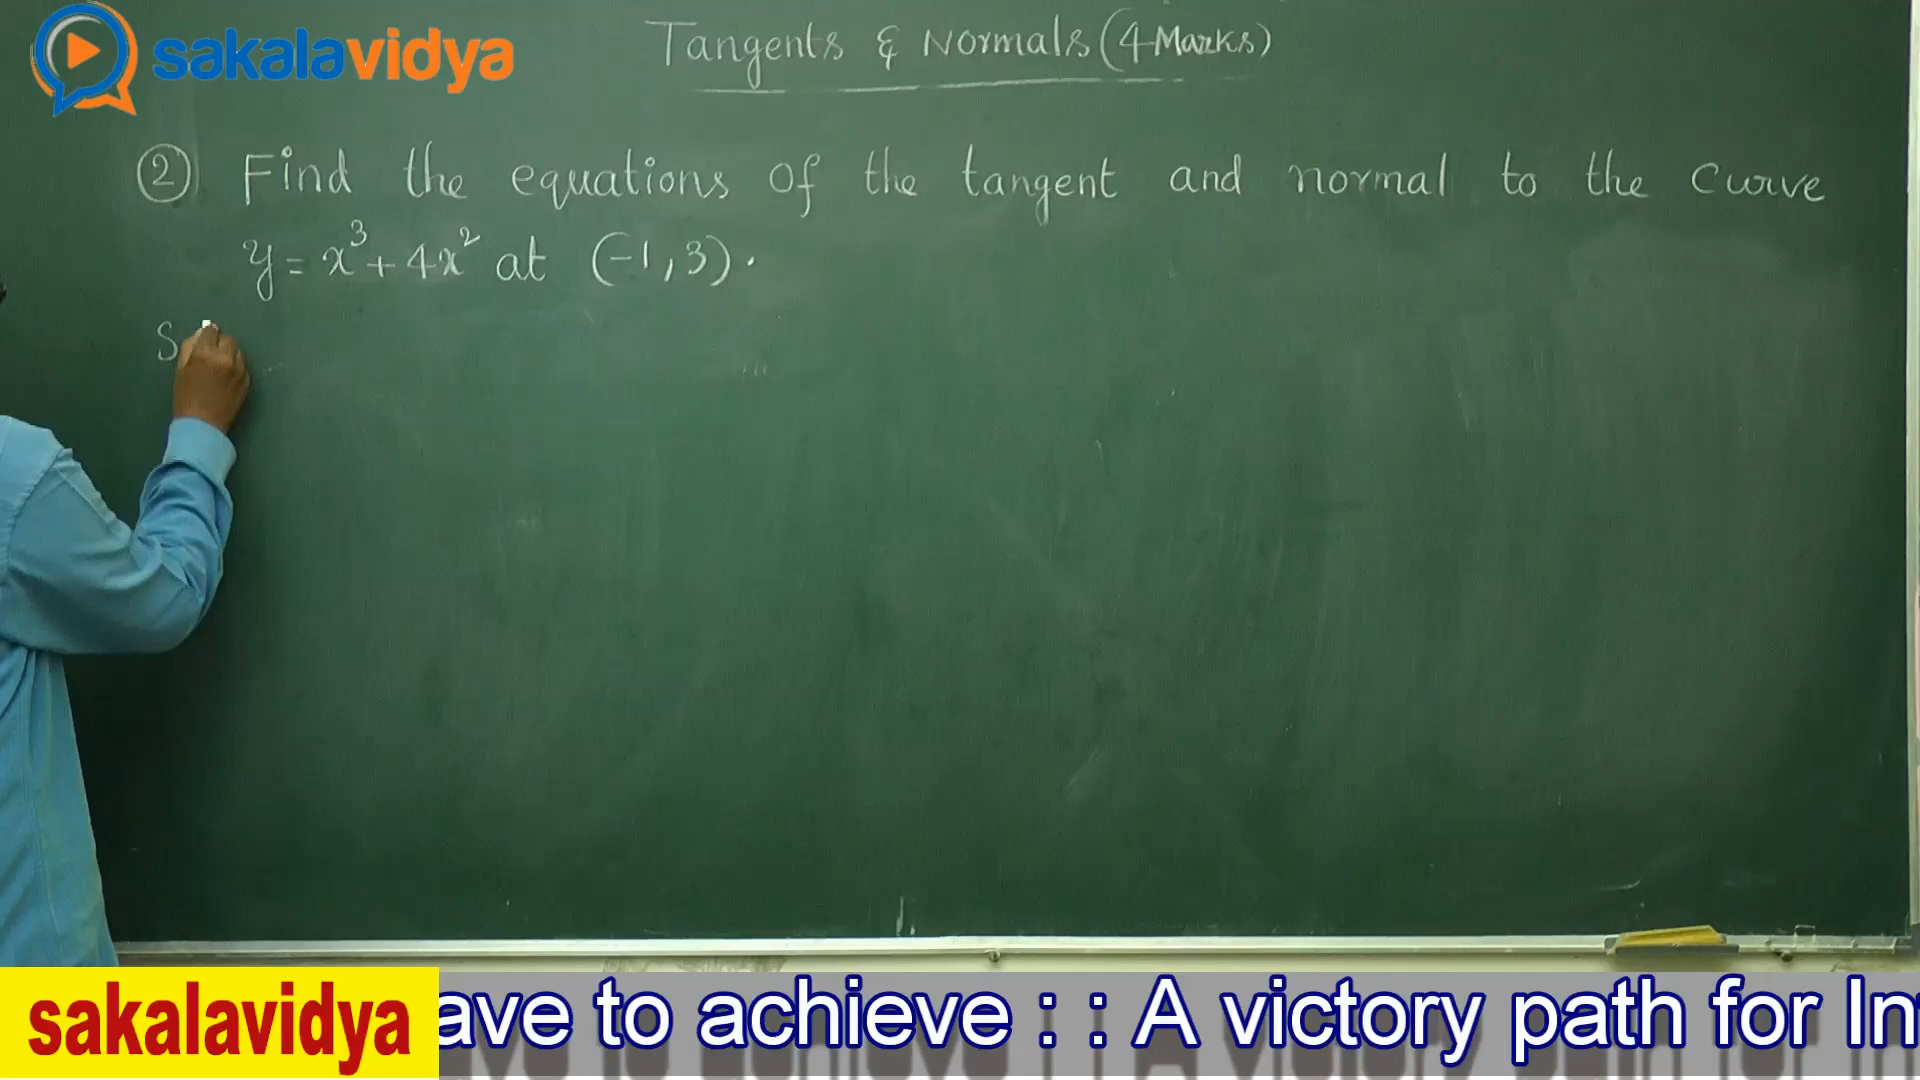 sakalavidya
Tangents & Normals (4 Marks)
② Find the equations of the tangent and normal to the curve
y = x³ + 4x² at (-1, 3).
S
sakalavidya
ave to achieve : : A victory path for In